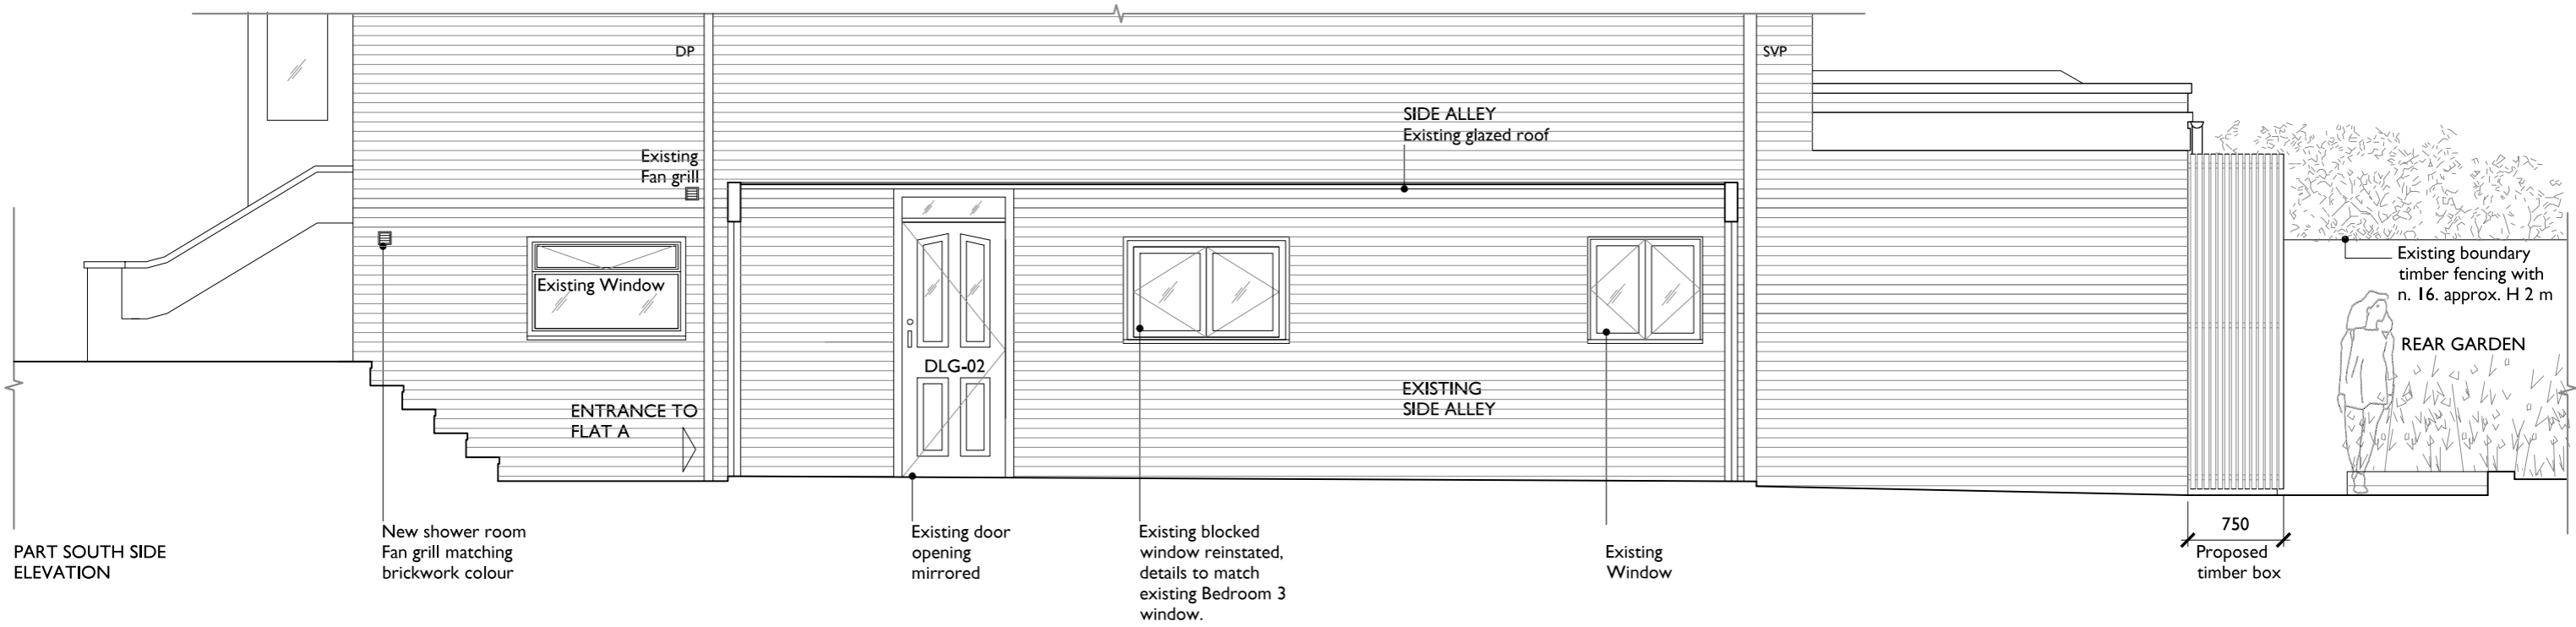 DP
SVP
SIDE ALLEY
Existing glazed roof
Existing
Fan grill
Existing Window
Existing boundary
timber fencing with
n. 16. approx. H 2 m
REAR GARDEN
DLG-02
EXISTING
SIDE ALLEY
ENTRANCE TO
FLAT A
PART SOUTH SIDE
ELEVATION
New shower room
Fan grill matching
brickwork colour
Existing door
opening
mirrored
Existing blocked
window reinstated,
details to match
existing Bedroom 3
window.
Existing
Window
750
Proposed
timber box